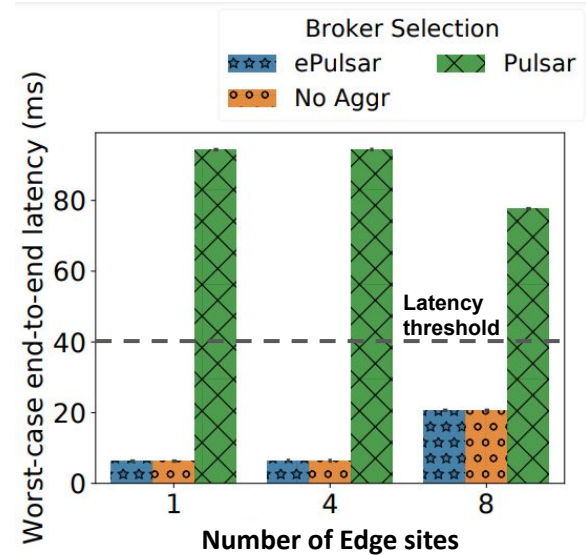 Broker Selection
ePulsar
Pulsar
No Aggr
Worst-case end-to-end latency (ms)
80
60
40
20
0
Latency
threshold
1
4
8
Number of Edge sites